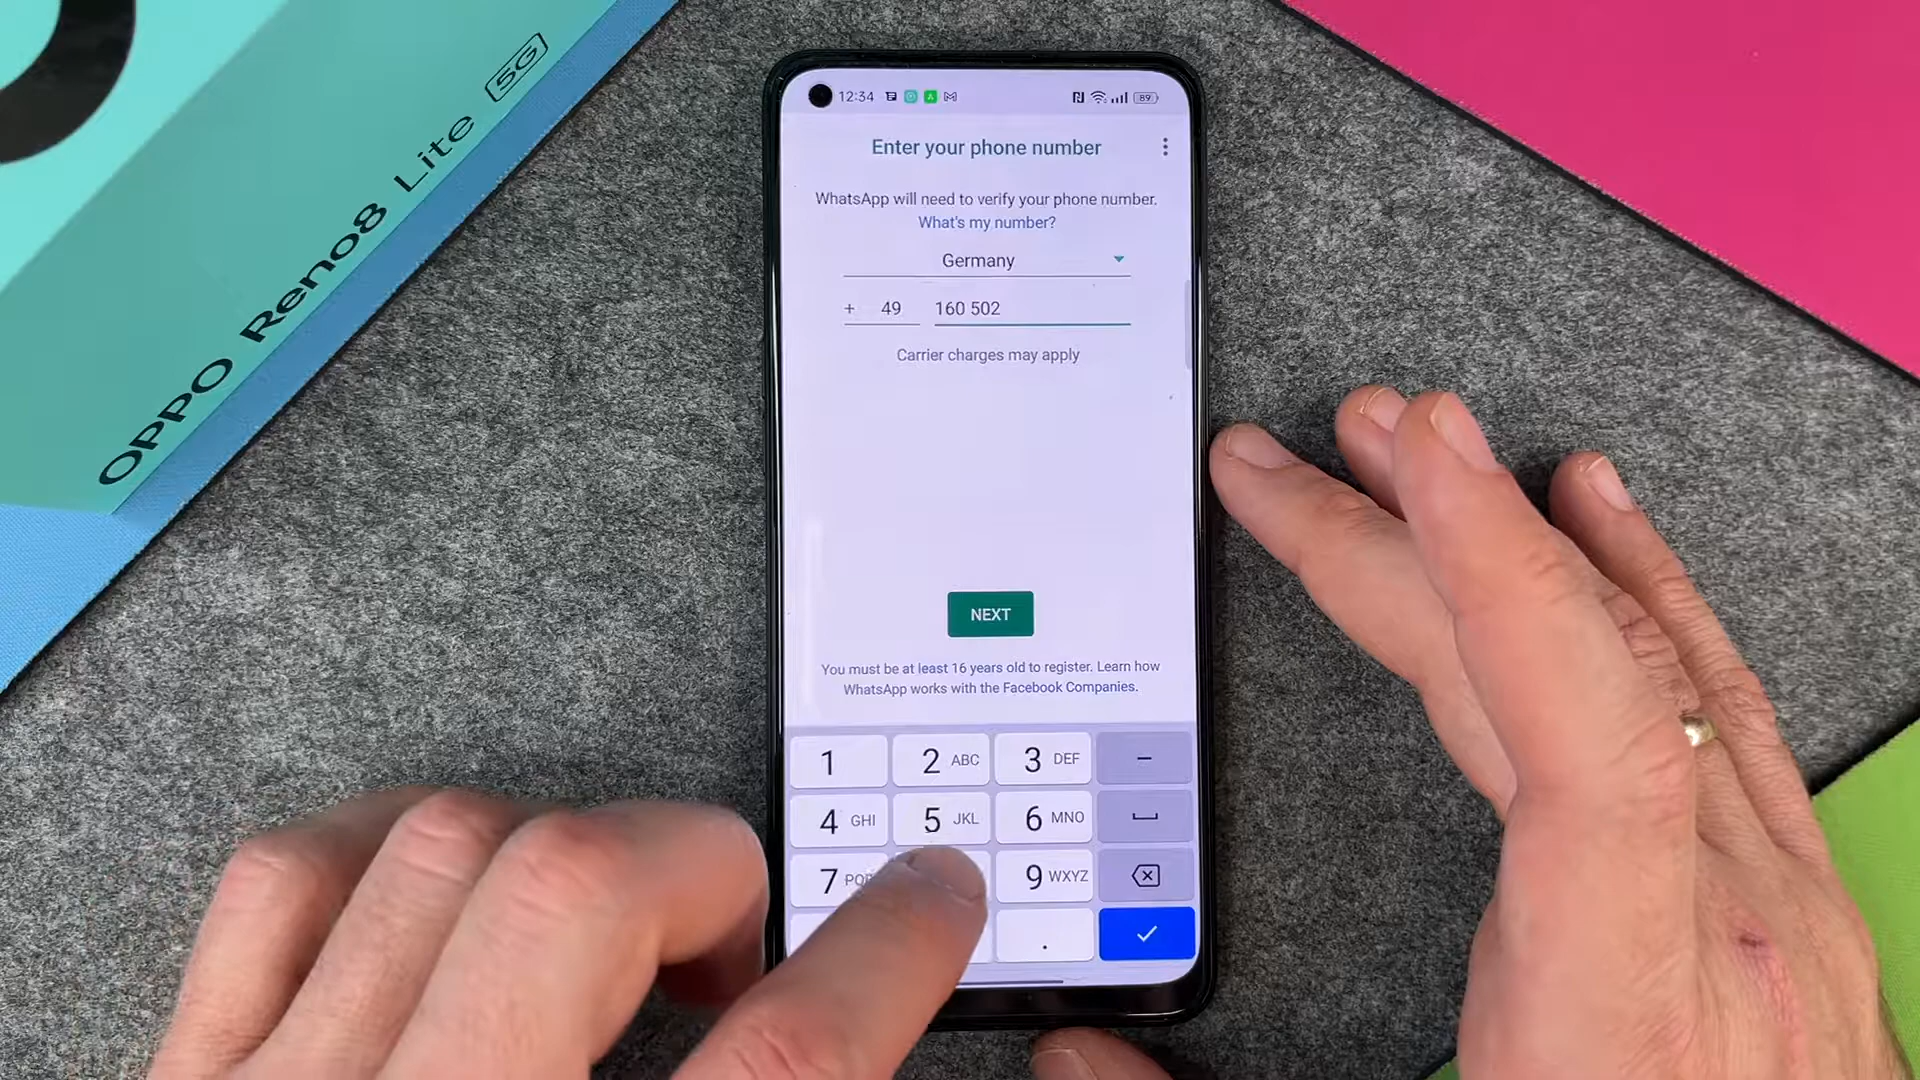 OPPO Reno8 Lite 5G
12:34
89
Enter your phone number
WhatsApp will need to verify your phone number.
What's my number?
Germany
+ 49 160 502
Carrier charges may apply
NEXT
You must be at least 16 years old to register. Learn how
WhatsApp works with the Facebook Companies.
1 2 ABC 3 DEF –
4 GHI 5 JKL 6 MNO
7 9 WXYZ
.